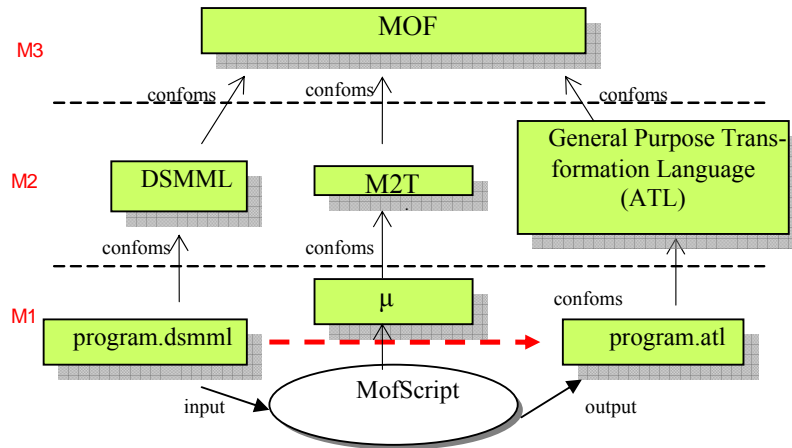 MOF
M3
confoms
confoms
confoms
General Purpose Trans-
formation Language
(ATL)
M2
DSMML
M2T
confoms
confoms
μ
confoms
M1
program.dsmml
program.atl
MofScript
input
output